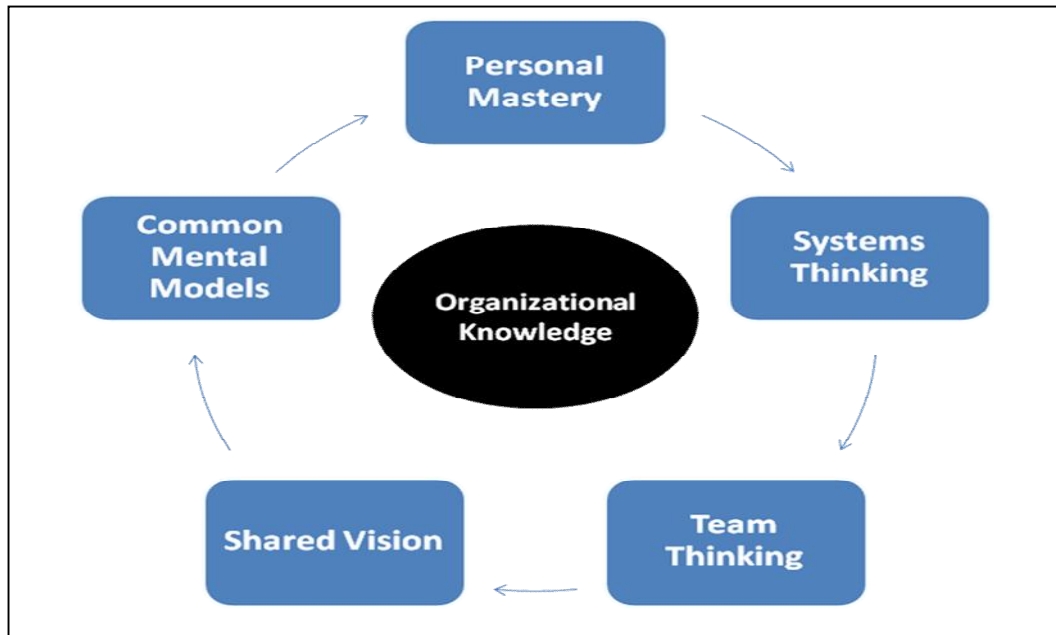 Personal
Mastery
Systems
Thinking
Team
Thinking
Shared Vision
Common
Mental
Models
Organizational
Knowledge